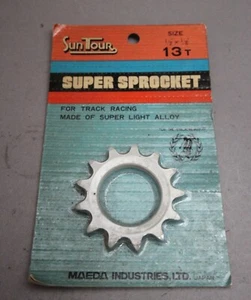 SUNTOUR
SIZE
13T
SUPER SPROCKET
FOR TRACK RACING
MADE OF SUPER LIGHT ALLOY
MAEDA INDUSTRIES, LTD.